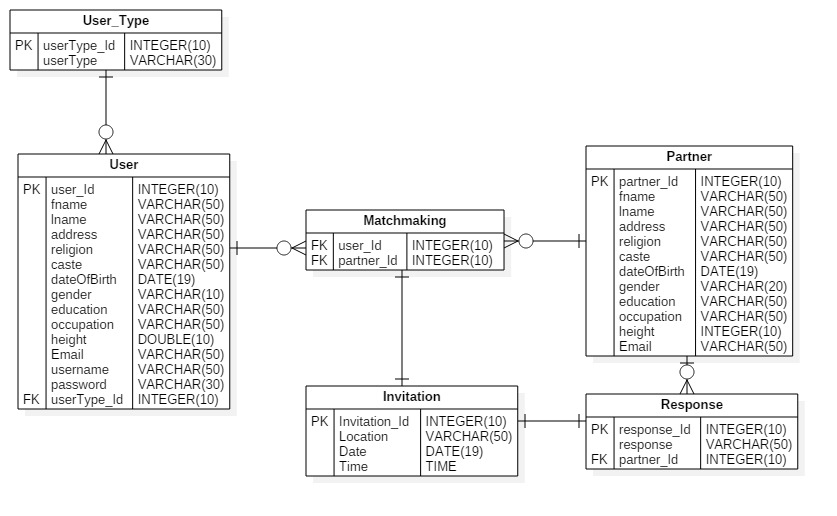 User_Type
PK userType_Id INTEGER(10)
userType VARCHAR(30)
User
PK user_Id INTEGER(10)
fname VARCHAR(50)
lname VARCHAR(50)
address VARCHAR(50)
religion VARCHAR(50)
caste VARCHAR(50)
dateOfBirth DATE(19)
gender VARCHAR(10)
education VARCHAR(50)
occupation VARCHAR(50)
height DOUBLE(10)
Email VARCHAR(50)
username VARCHAR(50)
password VARCHAR(30)
FK userType_Id INTEGER(10)
Matchmaking
FK user_Id INTEGER(10)
FK partner_Id INTEGER(10)
Partner
PK partner_Id INTEGER(10)
fname VARCHAR(50)
lname VARCHAR(50)
address VARCHAR(50)
religion VARCHAR(50)
caste VARCHAR(50)
dateOfBirth DATE(19)
gender VARCHAR(20)
education VARCHAR(50)
occupation VARCHAR(50)
height INTEGER(10)
Email VARCHAR(50)
Invitation
PK Invitation_Id INTEGER(10)
Location VARCHAR(50)
Date DATE(19)
Time TIME
Response
PK response_Id INTEGER(10)
response VARCHAR(50)
FK partner_Id INTEGER(10)